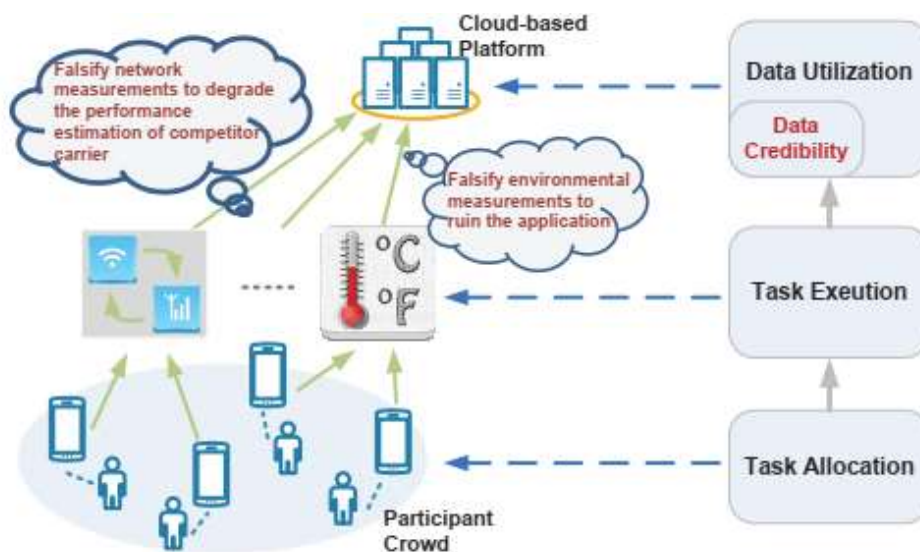 Cloud-based
Platform
Falsify network
measurements to degrade
the performance
estimation of competitor
carrier
Data Utilization
Data
Credibility
Falsify environmental
measurements to
ruin the application
°C
°F
Task Exeution
Task Allocation
Participant
Crowd